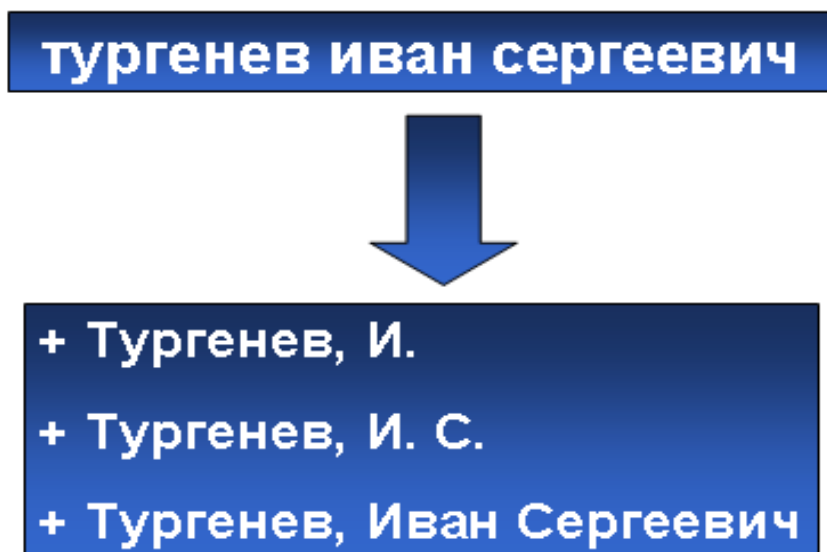 тургенев иван сергеевич
+ Тургенев, И.
+ Тургенев, И. С.
+ Тургенев, Иван Сергеевич